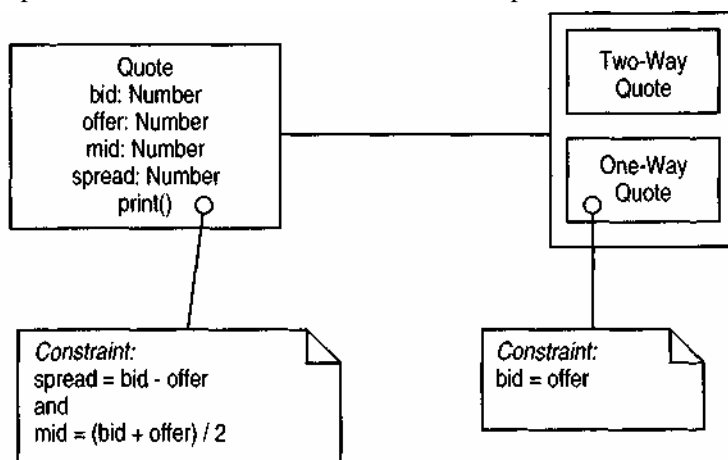 Quote
bid: Number
offer: Number
mid: Number
spread: Number
print()
Two-Way
Quote
One-Way
Quote
Constraint:
spread = bid - offer
and
mid = (bid + offer) / 2
Constraint:
bid = offer